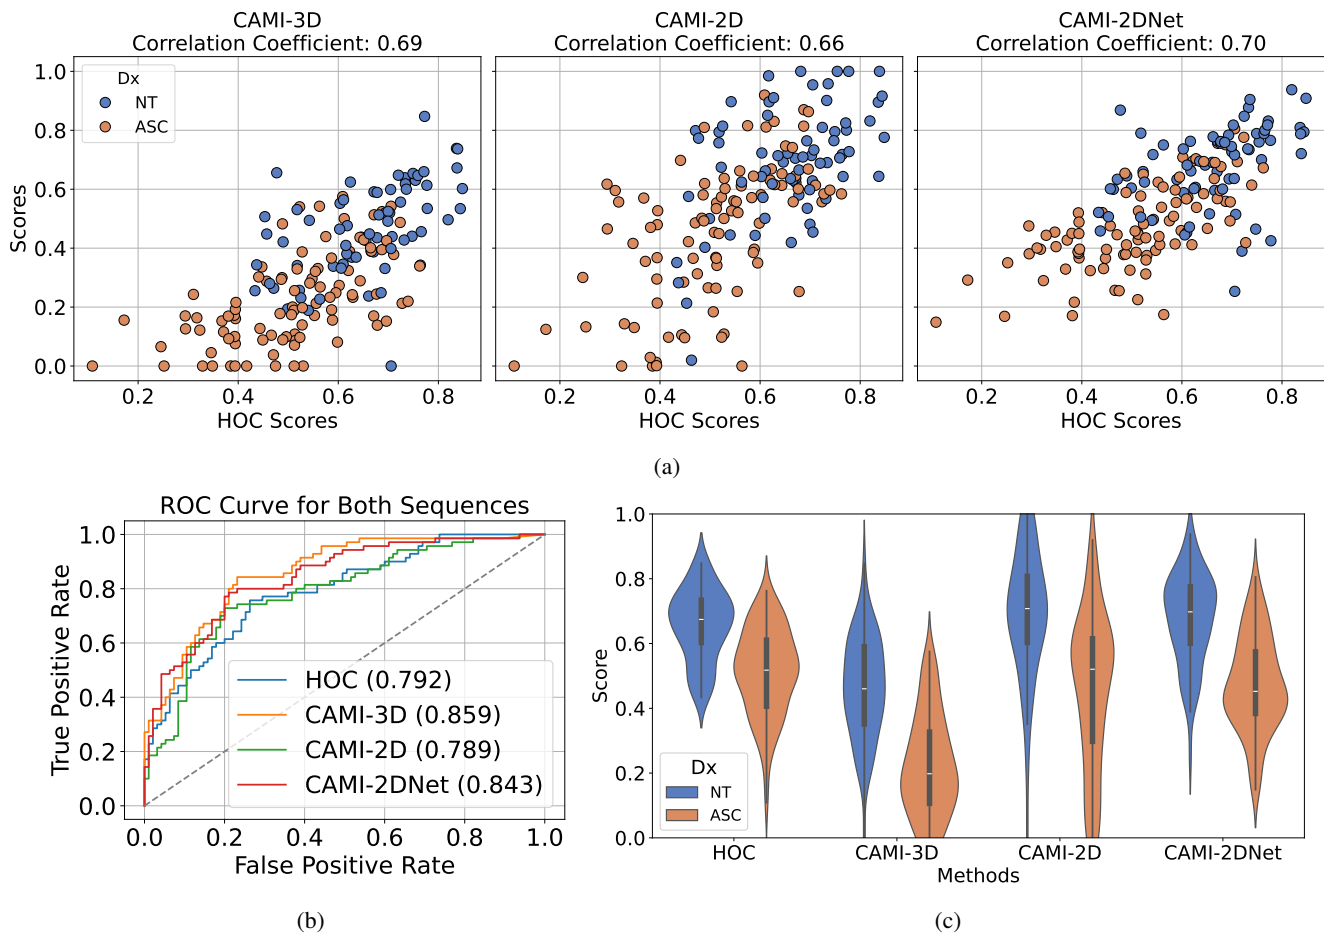 CAMI-3D
Correlation Coefficient: 0.69
CAMI-2D
Correlation Coefficient: 0.66
CAMI-2DNet
Correlation Coefficient: 0.70
Dx
NT
ASC
Scores
1.0
0.8
0.6
0.4
0.2
0.0
0.2 0.4 0.6 0.8
HOC Scores
0.2 0.4 0.6 0.8
HOC Scores
0.2 0.4 0.6 0.8
HOC Scores
(a)
ROC Curve for Both Sequences
True Positive Rate
1.0
0.8
0.6
0.4
0.2
0.0
HOC (0.792)
CAMI-3D (0.859)
CAMI-2D (0.789)
CAMI-2DNet (0.843)
0.0 0.2 0.4 0.6 0.8 1.0
False Positive Rate
(b)
Score
1.0
0.8
0.6
0.4
0.2
0.0
Dx
NT
ASC
HOC CAMI-3D CAMI-2D CAMI-2DNet
Methods
(c)